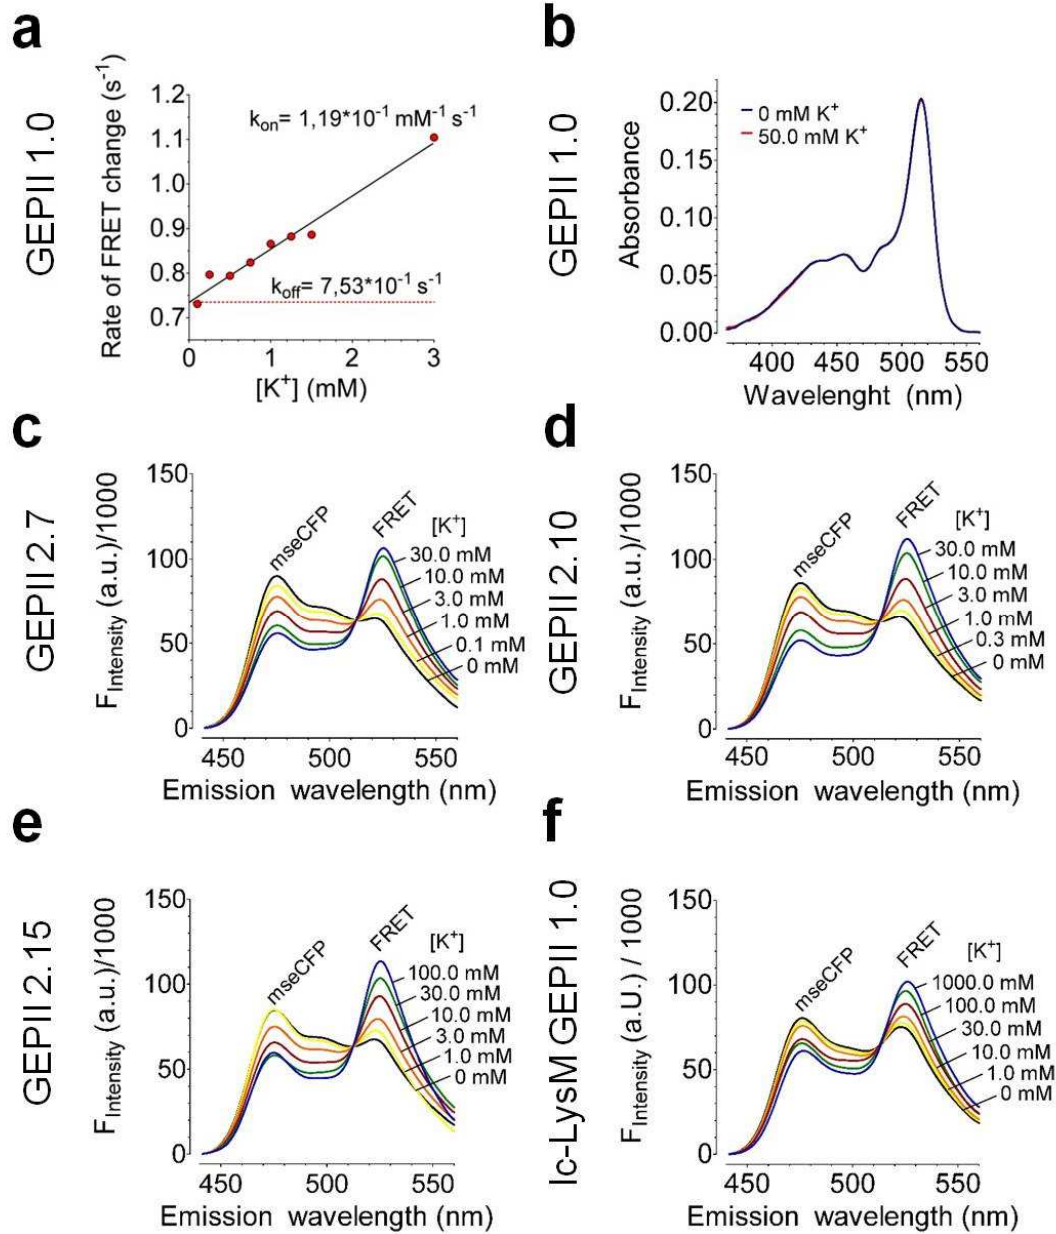 a
GEPII 1.0
Rate of FRET change (s⁻¹)
1.2
1.1
1.0
0.9
0.8
0.7
kon= 1,19*10⁻¹ mM⁻¹ s⁻¹
koff= 7,53*10⁻¹ s⁻¹
0 1 2 3
[K⁺] (mM)
b
GEPII 1.0
Absorbance
0.20
0.15
0.10
0.05
0.00
0 mM K⁺
50.0 mM K⁺
400 450 500 550
Wavelenght (nm)
c
GEPII 2.7
FIntensity (a.u.)/1000
150
100
50
0
mseCFP
FRET
[K⁺]
30.0 mM
10.0 mM
3.0 mM
1.0 mM
0.1 mM
0 mM
450 500 550
Emission wavelength (nm)
d
GEPII 2.10
FIntensity (a.u.)/1000
150
100
50
0
mseCFP
FRET
[K⁺]
30.0 mM
10.0 mM
3.0 mM
1.0 mM
0.3 mM
0 mM
450 500 550
Emission wavelength (nm)
e
GEPII 2.15
FIntensity (a.u.)/1000
150
100
50
0
mseCFP
FRET
[K⁺]
100.0 mM
30.0 mM
10.0 mM
3.0 mM
1.0 mM
0 mM
450 500 550
Emission wavelength (nm)
f
lc-LysM GEPII 1.0
FIntensity (a.U.) / 1000
150
100
50
0
mseCFP
FRET
[K⁺]
1000.0 mM
100.0 mM
30.0 mM
10.0 mM
1.0 mM
0 mM
450 500 550
Emission wavelength (nm)